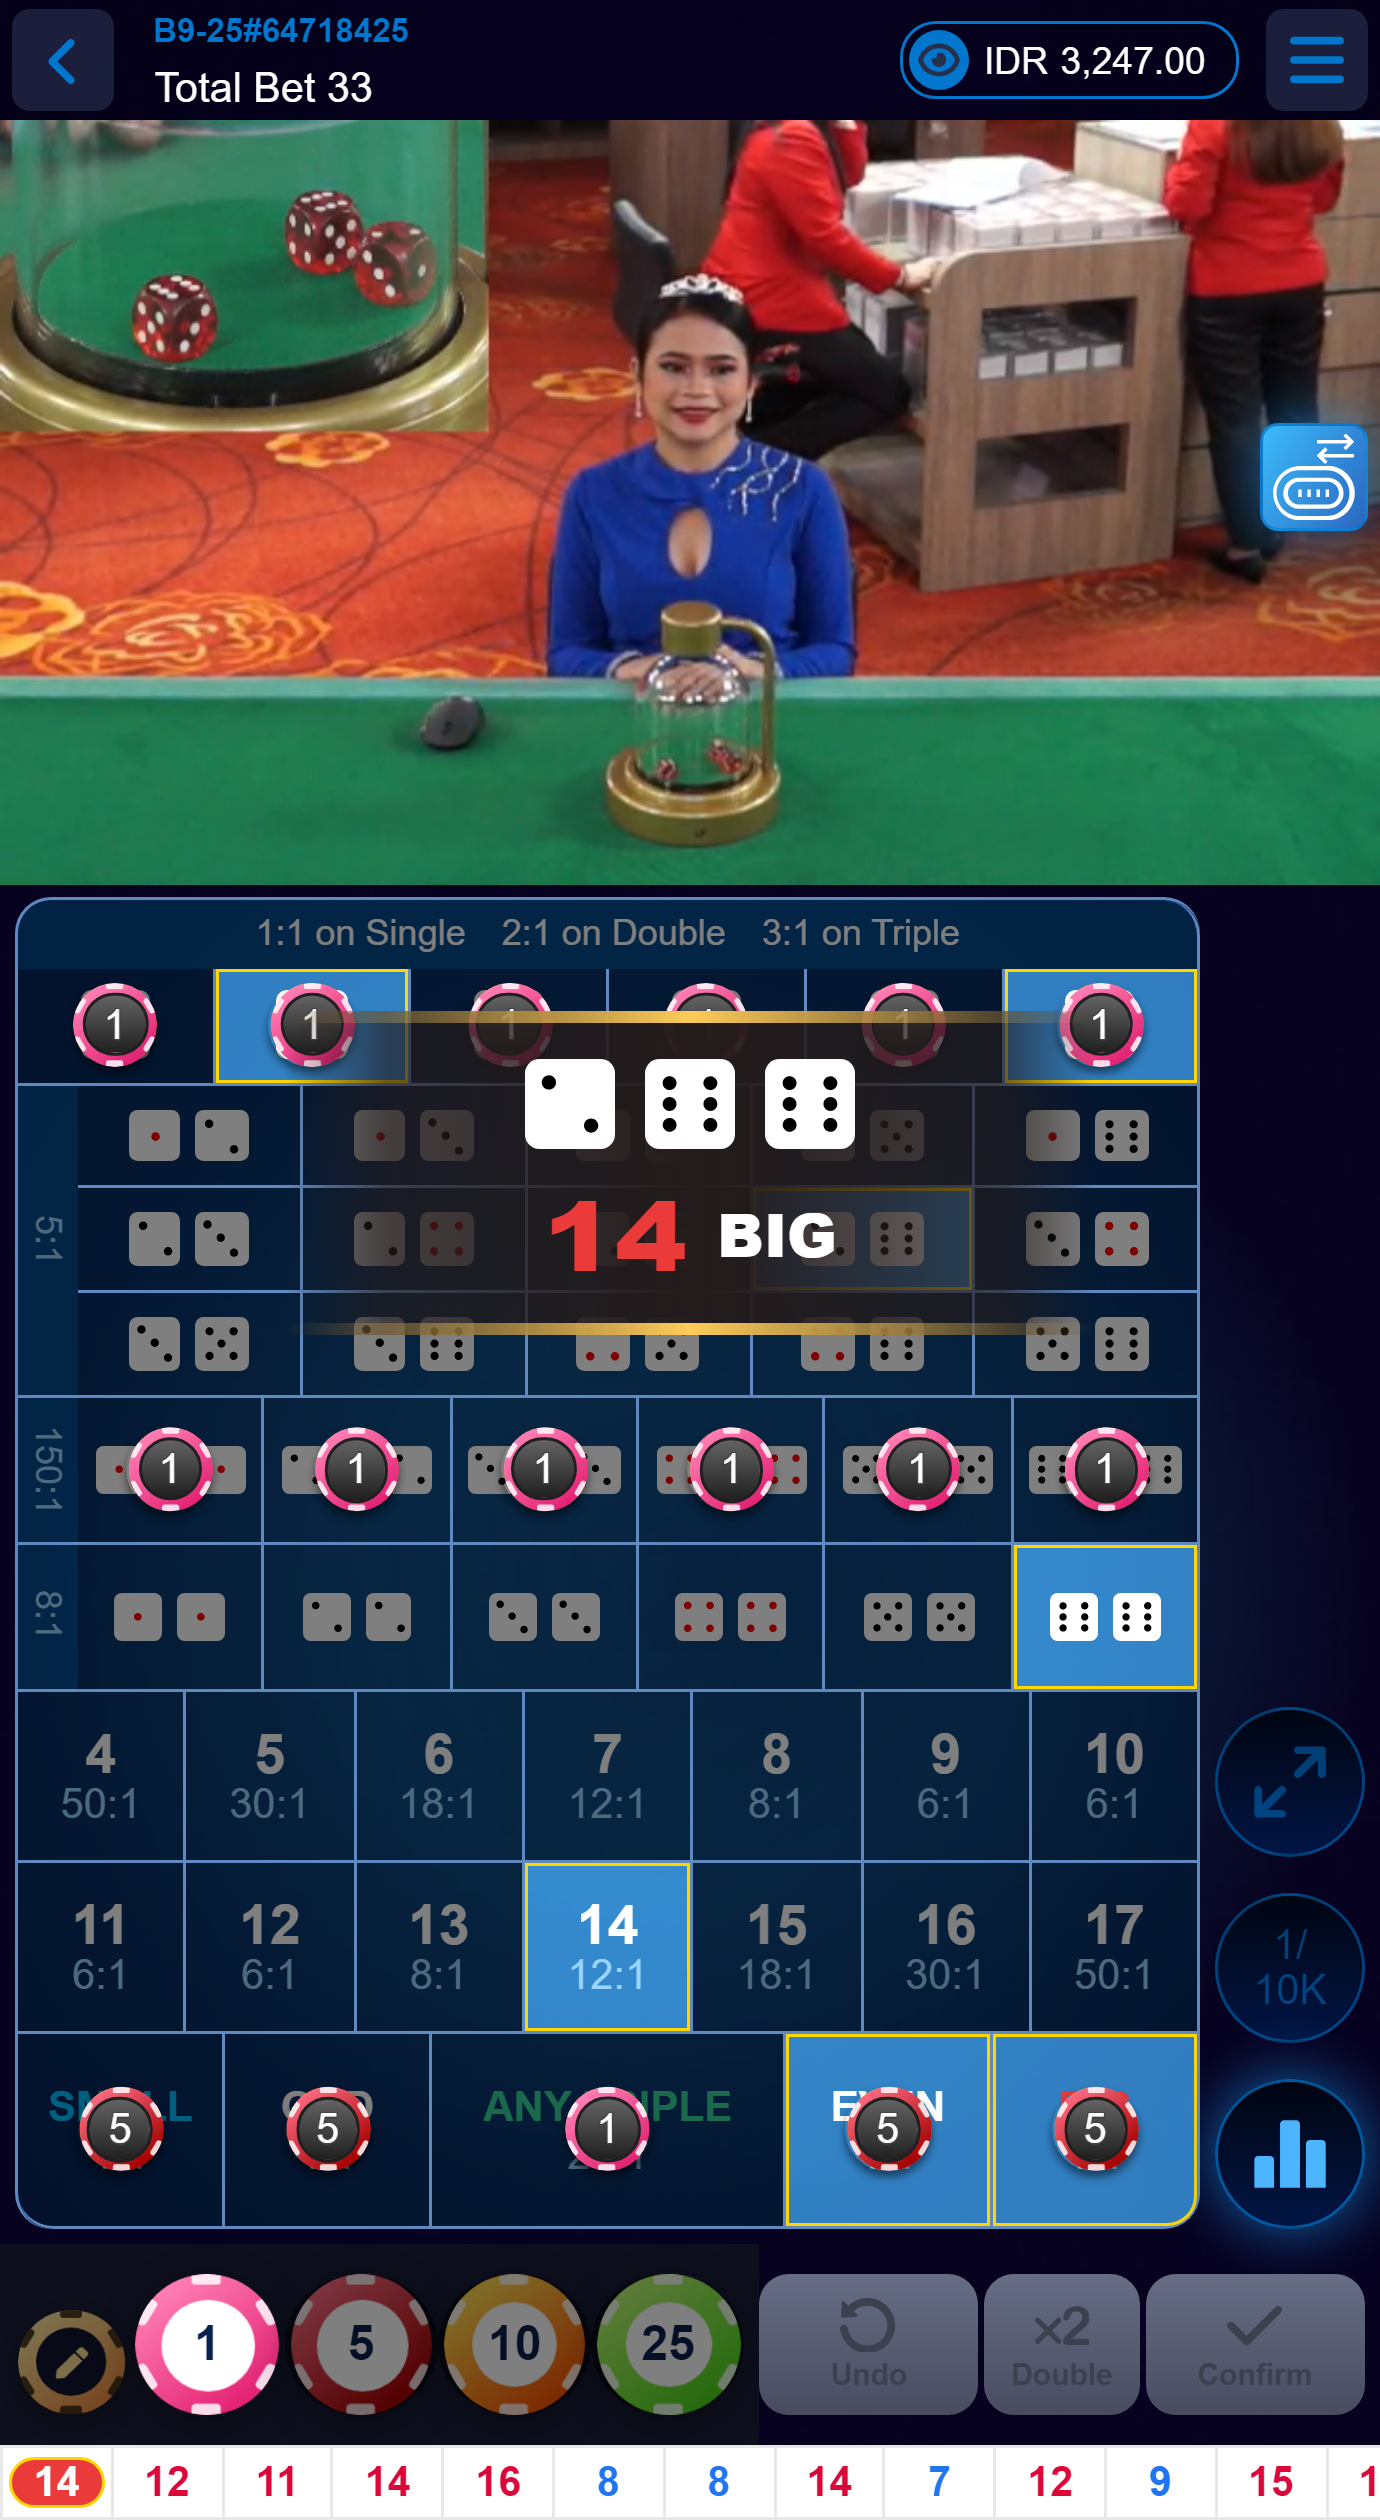 B9-25#64718425
Total Bet 33
IDR 3,247.00
1:1 on Single 2:1 on Double 3:1 on Triple
1 1 1 1 1 1
14 BIG
5:1
150:1
1 1 1 1 1 1
8:1
4 5 6 7 8 9 10
50:1 30:1 18:1 12:1 8:1 6:1 6:1
11 12 13 14 15 16 17
6:1 6:1 8:1 12:1 18:1 30:1 50:1
1/
10K
5 5 1 5 5
1 5 10 25
Undo
x2
Double
Confirm
14 12 11 14 16 8 8 14 7 12 9 15